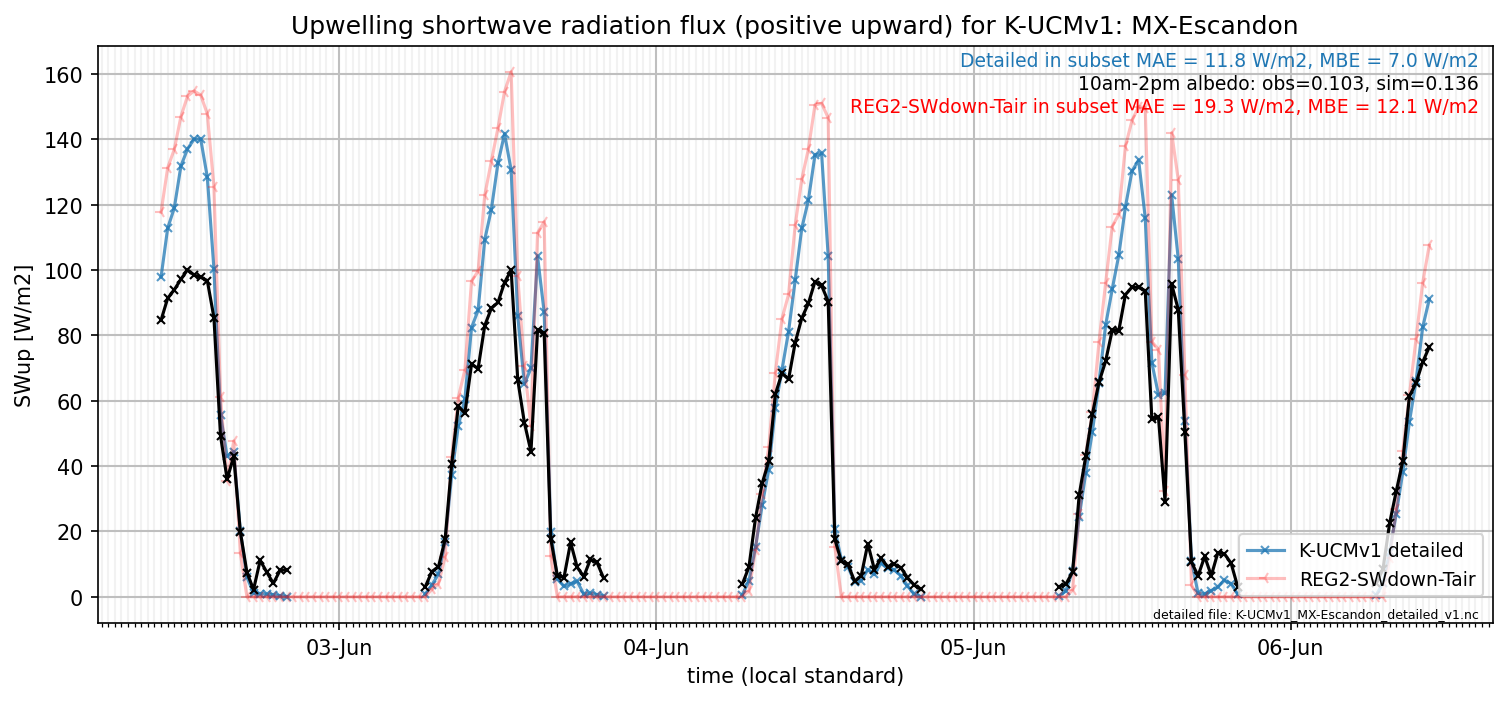 Upwelling shortwave radiation flux (positive upward) for K-UCMv1: MX-Escandon
Detailed in subset MAE = 11.8 W/m2, MBE = 7.0 W/m2
10am-2pm albedo: obs=0.103, sim=0.136
REG2-SWdown-Tair in subset MAE = 19.3 W/m2, MBE = 12.1 W/m2
SWup [W/m2]
160
140
120
100
80
60
40
20
0
K-UCMv1 detailed
REG2-SWdown-Tair
detailed file: K-UCMv1_MX-Escandon_detailed_v1.nc
03-Jun
04-Jun
05-Jun
06-Jun
time (local standard)